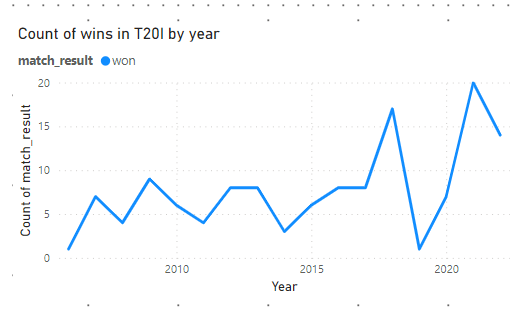 Count of wins in T20I by year
match_result won
20
15
10
5
0
Count of match_result
2010 2015 2020
Year